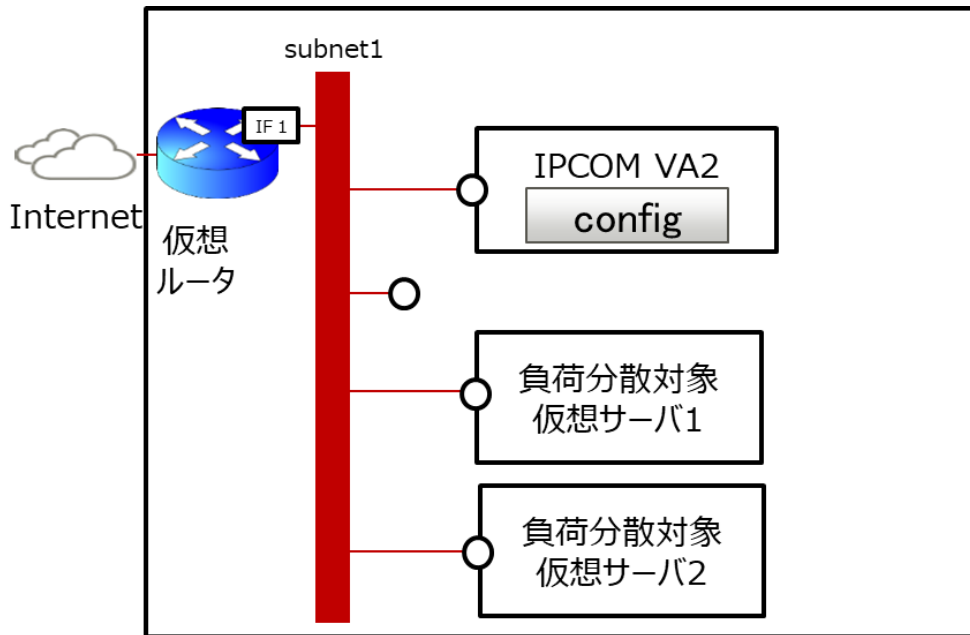 subnet1
IF 1
Internet
仮想
ルータ
IPCOM VA2
config
負荷分散対象
仮想サーバ1
負荷分散対象
仮想サーバ2